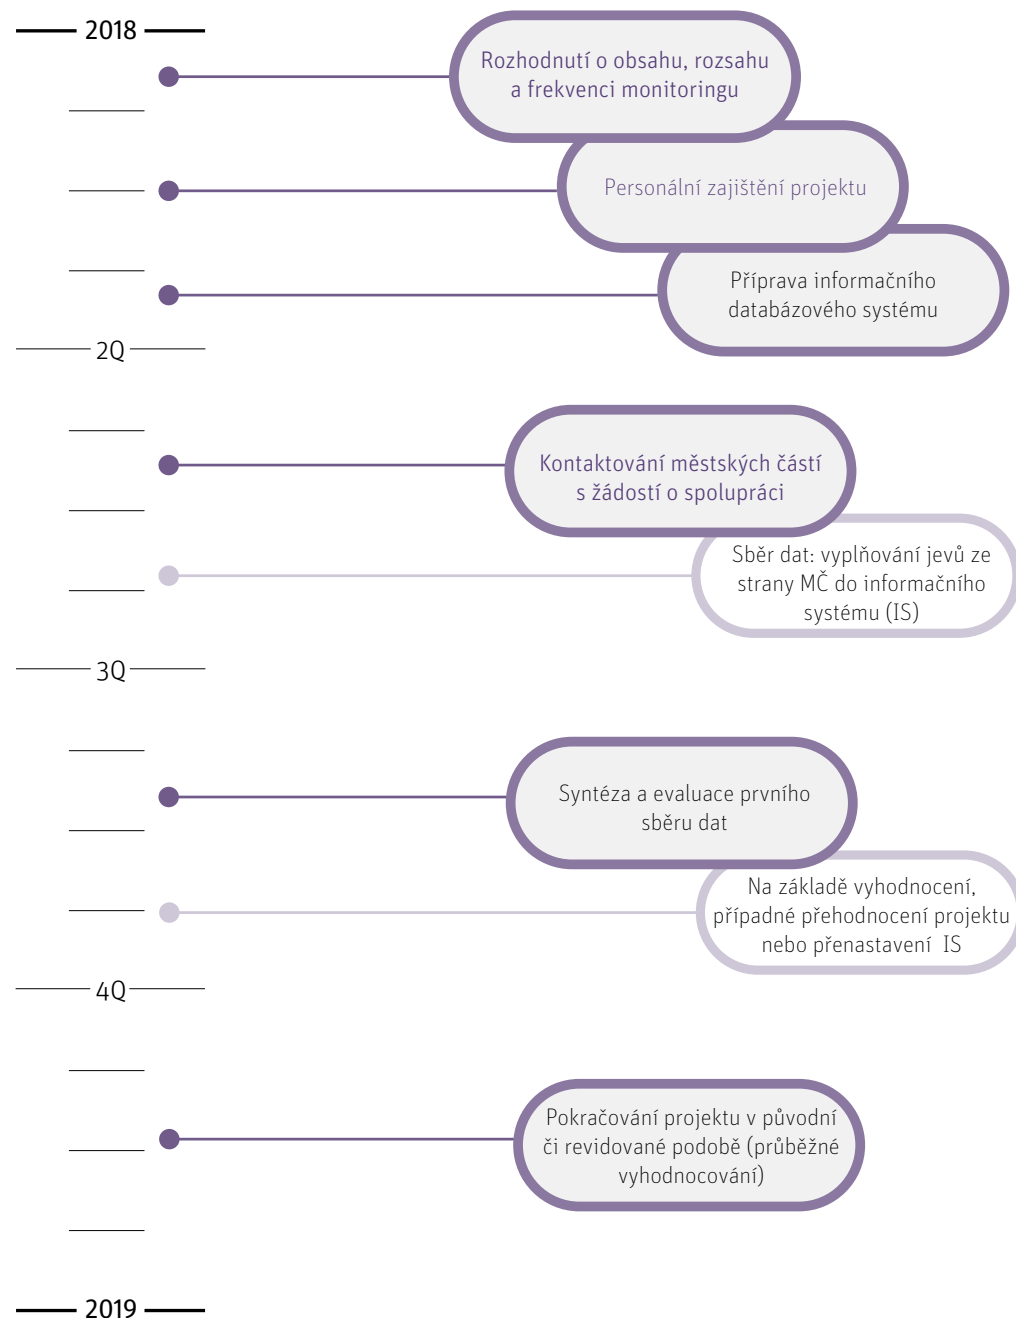 2018
Rozhodnutí o obsahu, rozsahu
a frekvenci monitoringu
Personální zajištění projektu
Příprava informačního
databázového systému
2Q
Kontaktování městských částí
s žádostí o spolupráci
Sběr dat: vyplňování jevů ze
strany MČ do informačního
systému (IS)
3Q
Syntéza a evaluace prvního
sběru dat
Na základě vyhodnocení,
případné přehodnocení projektu
nebo přenastavení IS
4Q
Pokračování projektu v původní
či revidované podobě (průběžné
vyhodnocování)
2019